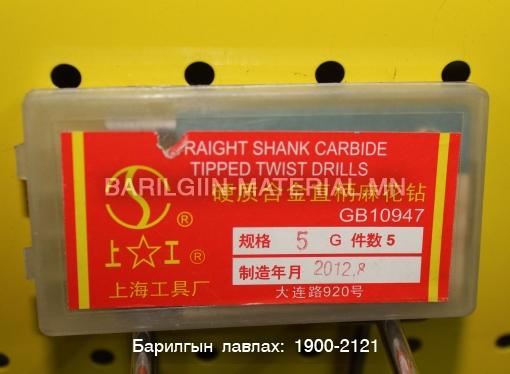 STRAIGHT SHANK CARBIDE
TIPPED TWIST DRILLS
BARILGIIN MATERIAL.MN
硬质合金直柄麻花钻
GB10947
®
上☆工 ®
规格 5 G 件数 5
制造年月 2012.8
上海工具厂
大连路920号
Барилгын лавлах: 1900-2121